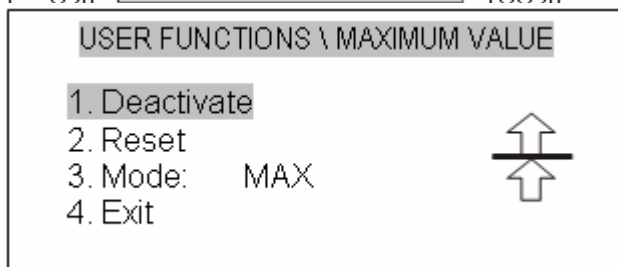 USER FUNCTIONS \ MAXIMUM VALUE
1. Deactivate
2. Reset
3. Mode: MAX
4. Exit